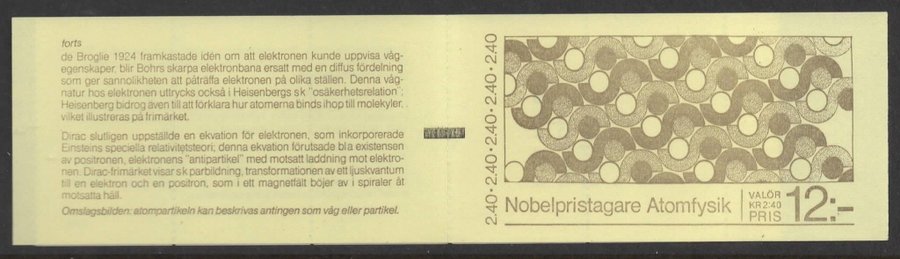 forts
de Broglie 1924 framkastade idén om att elektronen kunde uppvisa våg-
egenskaper, blir Bohrs skarpa elektronbana ersatt med en diffus fördelning
som ger sannolikheten att påträffa elektronen på olika ställen. Denna våg-
natur hos elektronen uttrycks också i Heisenbergs s k "osäkerhetsrelation";
Heisenberg bidrog även till att förklara hur atomerna binds ihop till molekyler,
vilket illustreras på frimärket.
Dirac slutligen uppställde en ekvation för elektronen, som inkorporerade
Einsteins speciella relativitetsteori; denna ekvation förutsade bl a existensen
av positronen, elektronens "antipartikel" med motsatt laddning mot elektro-
nen. Dirac-frimärket visar s k parbildning, transformationen av ett ljuskvantum
till en elektron och en positron, som i ett magnetfält böjer av i spiraler åt
motsatta håll.
Omslagsbilden: atompartikeln kan beskrivas antingen som våg eller partikel.
2.40 · 2.40 · 2.40 · 2.40 · 2.40
Nobelpristagare Atomfysik
VALÖR
KR 2:40
PRIS
12:-